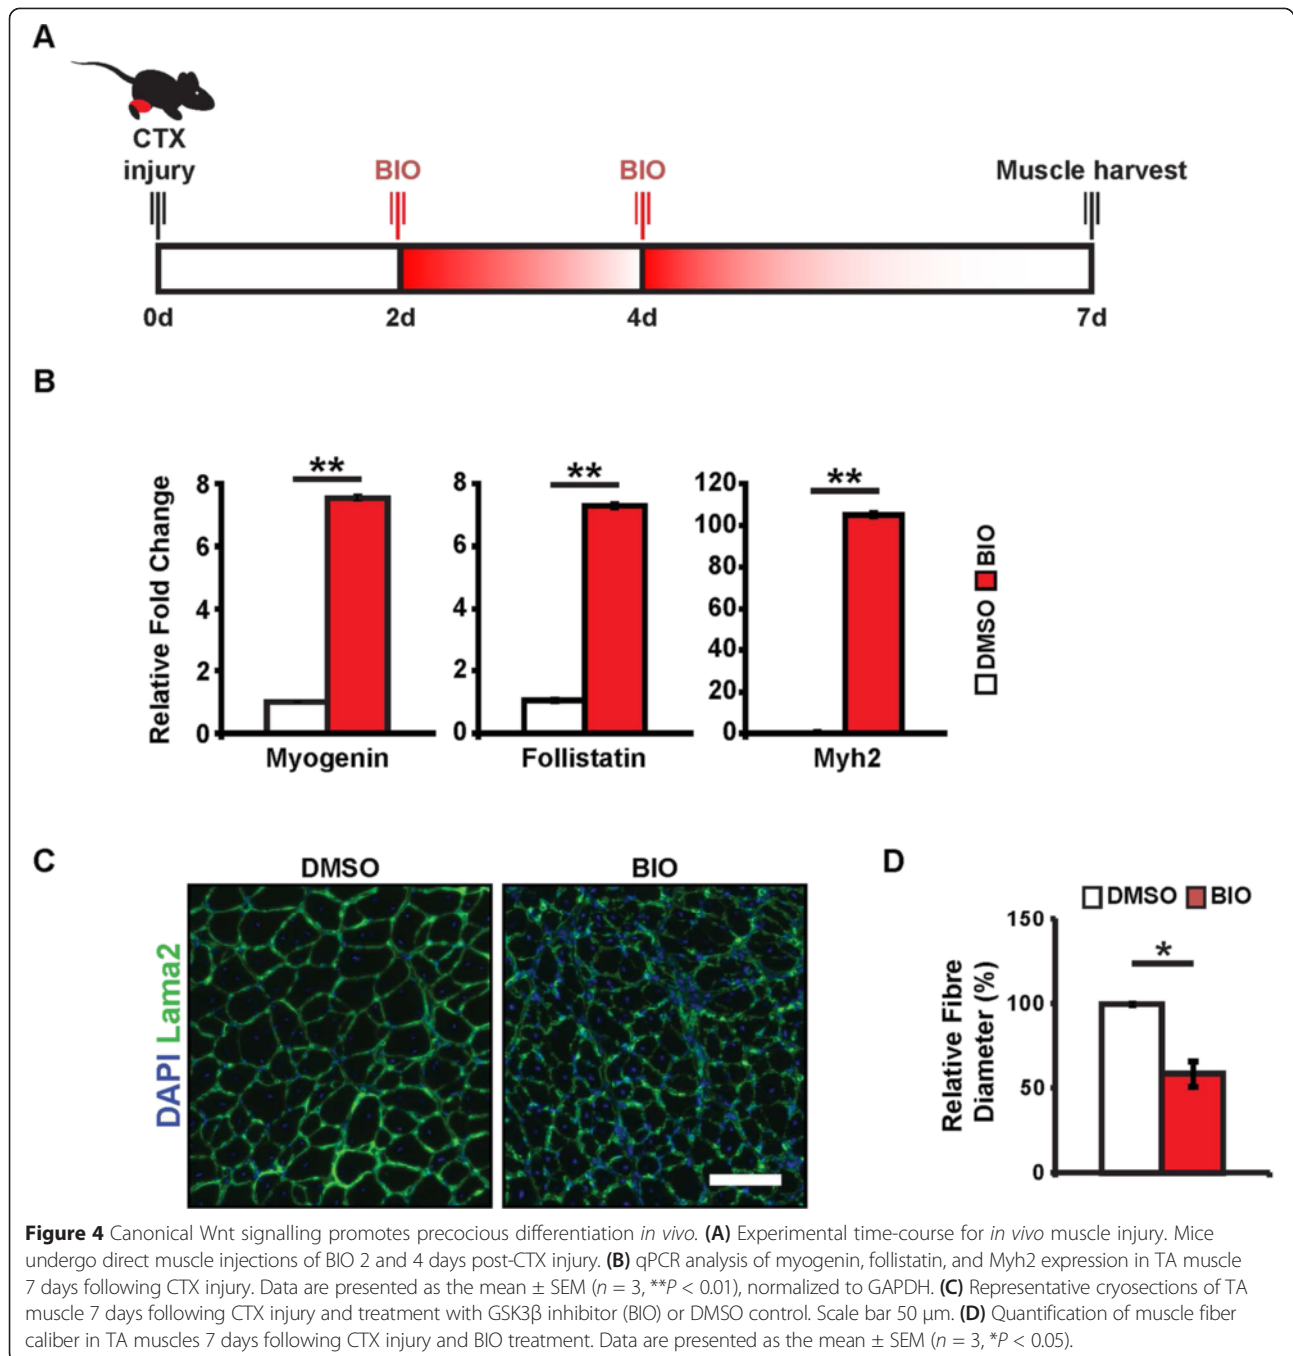 A
CTX
injury
BIO
BIO
Muscle harvest
0d
2d
4d
7d
B
Relative Fold Change
8
6
4
2
0
**
Myogenin
8
6
4
2
0
**
Follistatin
120
100
80
60
40
20
0
**
Myh2
DMSO BIO
C
DMSO
BIO
DAPI Lama2
D
DMSO BIO
Relative Fibre
Diameter (%)
150
100
50
0
*
Figure 4 Canonical Wnt signalling promotes precocious differentiation in vivo. (A) Experimental time-course for in vivo muscle injury. Mice
undergo direct muscle injections of BIO 2 and 4 days post-CTX injury. (B) qPCR analysis of myogenin, follistatin, and Myh2 expression in TA muscle
7 days following CTX injury. Data are presented as the mean ± SEM (n = 3, **P < 0.01), normalized to GAPDH. (C) Representative cryosections of TA
muscle 7 days following CTX injury and treatment with GSK3β inhibitor (BIO) or DMSO control. Scale bar 50 μm. (D) Quantification of muscle fiber
caliber in TA muscles 7 days following CTX injury and BIO treatment. Data are presented as the mean ± SEM (n = 3, *P < 0.05).